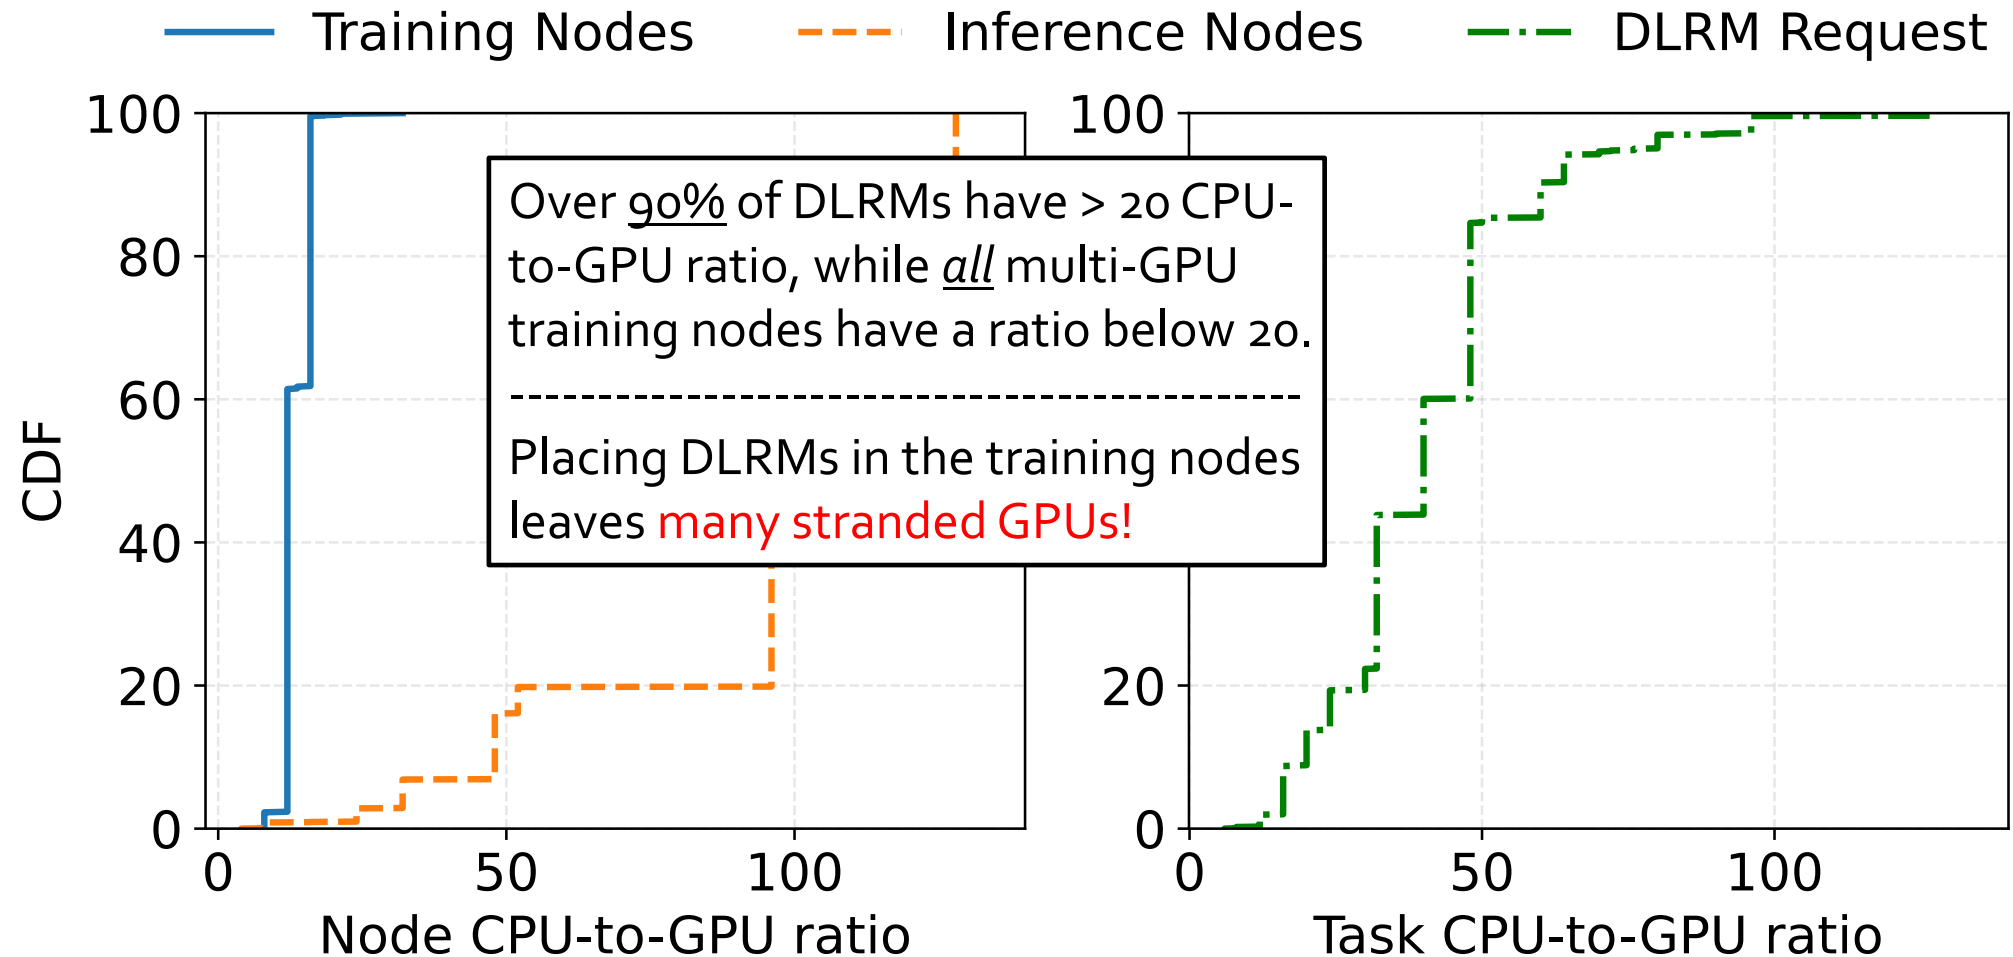 Training Nodes Inference Nodes DLRM Request
100
80
60
40
20
0
CDF
0 50 100
Node CPU-to-GPU ratio
Over 90% of DLRMs have > 20 CPU-
to-GPU ratio, while all multi-GPU
training nodes have a ratio below 20.
Placing DLRMs in the training nodes
leaves many stranded GPUs!
100
20
0
0 50 100
Task CPU-to-GPU ratio